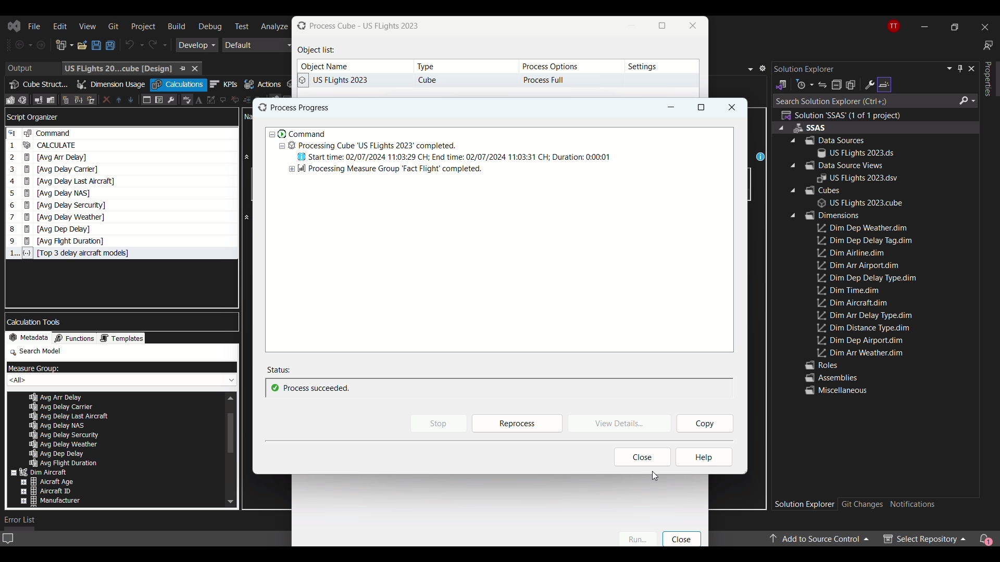 File Edit View Git Project Build Debug Test Analyze
Process Cube - US FLights 2023
TT
Develop Default
Object list:
Output
US FLights 20...cube [Design]
Object Name Type Process Options Settings
US FLights 2023 Cube Process Full
Cube Struct... Dimension Usage Calculations KPIs Actions
Script Organizer
Command
1 CALCULATE
2 [Avg Arr Delay]
3 [Avg Delay Carrier]
4 [Avg Delay Last Aircraft]
5 [Avg Delay NAS]
6 [Avg Delay Sercurity]
7 [Avg Delay Weather]
8 [Avg Dep Delay]
9 [Avg Flight Duration]
1... [Top 3 delay aircraft models]
Calculation Tools
Metadata Functions Templates
Search Model
Measure Group:
<All>
Avg Arr Delay
Avg Delay Carrier
Avg Delay Last Aircraft
Avg Delay NAS
Avg Delay Sercurity
Avg Delay Weather
Avg Dep Delay
Avg Flight Duration
Dim Aircraft
Aicraft Age
Aircraft ID
Manufacturer
Error List
Na
Process Progress
Command
Processing Cube 'US FLights 2023' completed.
Start time: 02/07/2024 11:03:29 CH; End time: 02/07/2024 11:03:31 CH; Duration: 0:00:01
Processing Measure Group 'Fact Flight' completed.
Status:
Process succeeded.
Stop Reprocess View Details... Copy
Close Help
Run... Close
Solution Explorer
Search Solution Explorer (Ctrl+;)
Solution 'SSAS' (1 of 1 project)
SSAS
Data Sources
US FLights 2023.ds
Data Source Views
US FLights 2023.dsv
Cubes
US FLights 2023.cube
Dimensions
Dim Dep Weather.dim
Dim Dep Delay Tag.dim
Dim Airline.dim
Dim Arr Airport.dim
Dim Dep Delay Type.dim
Dim Time.dim
Dim Aircraft.dim
Dim Arr Delay Type.dim
Dim Distance Type.dim
Dim Dep Airport.dim
Dim Arr Weather.dim
Roles
Assemblies
Miscellaneous
Solution Explorer Git Changes Notifications
Properties
Add to Source Control Select Repository 1